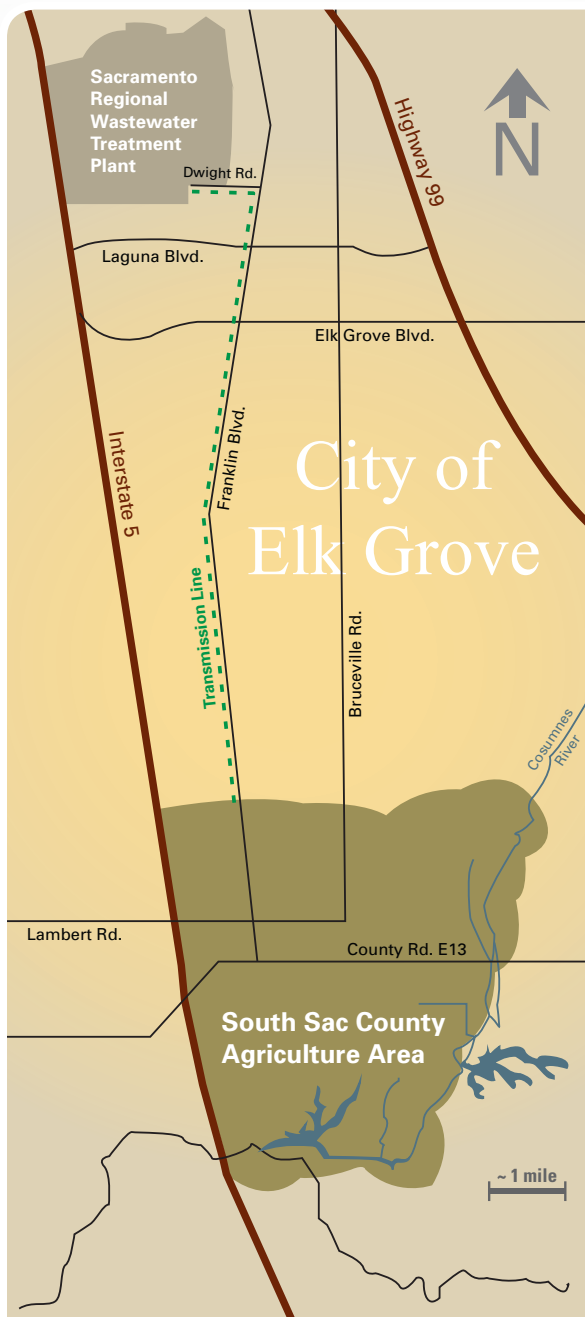 Sacramento
Regional
Wastewater
Treatment
Plant
Dwight Rd.
Highway 99
N
Laguna Blvd.
Elk Grove Blvd.
Interstate 5
Franklin Blvd.
City of
Elk Grove
Transmission Line
Bruceville Rd.
Cosumnes
River
Lambert Rd.
County Rd. E13
South Sac County
Agriculture Area
~ 1 mile